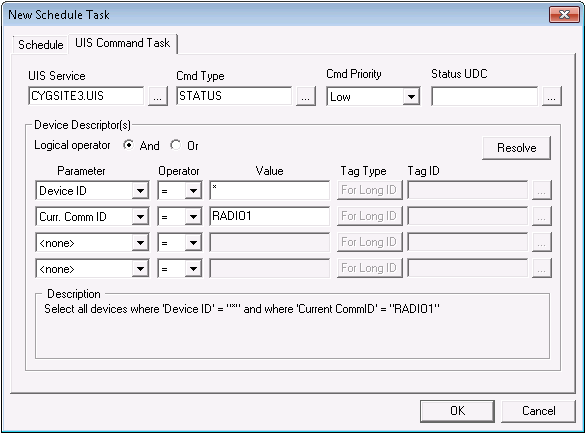 New Schedule Task
Schedule UIS Command Task
UIS Service Cmd Type Cmd Priority Status UDC
CYGSITE3.UIS ... STATUS ... Low ...
Device Descriptor(s)
Logical operator And Or Resolve
Parameter Operator Value Tag Type Tag ID
Device ID = * For Long ID ...
Curr. Comm ID = RADIO1 For Long ID ...
<none> = For Long ID ...
<none> = For Long ID ...
Description
Select all devices where 'Device ID' = "*" and where 'Current CommID' = "RADIO1"
OK Cancel